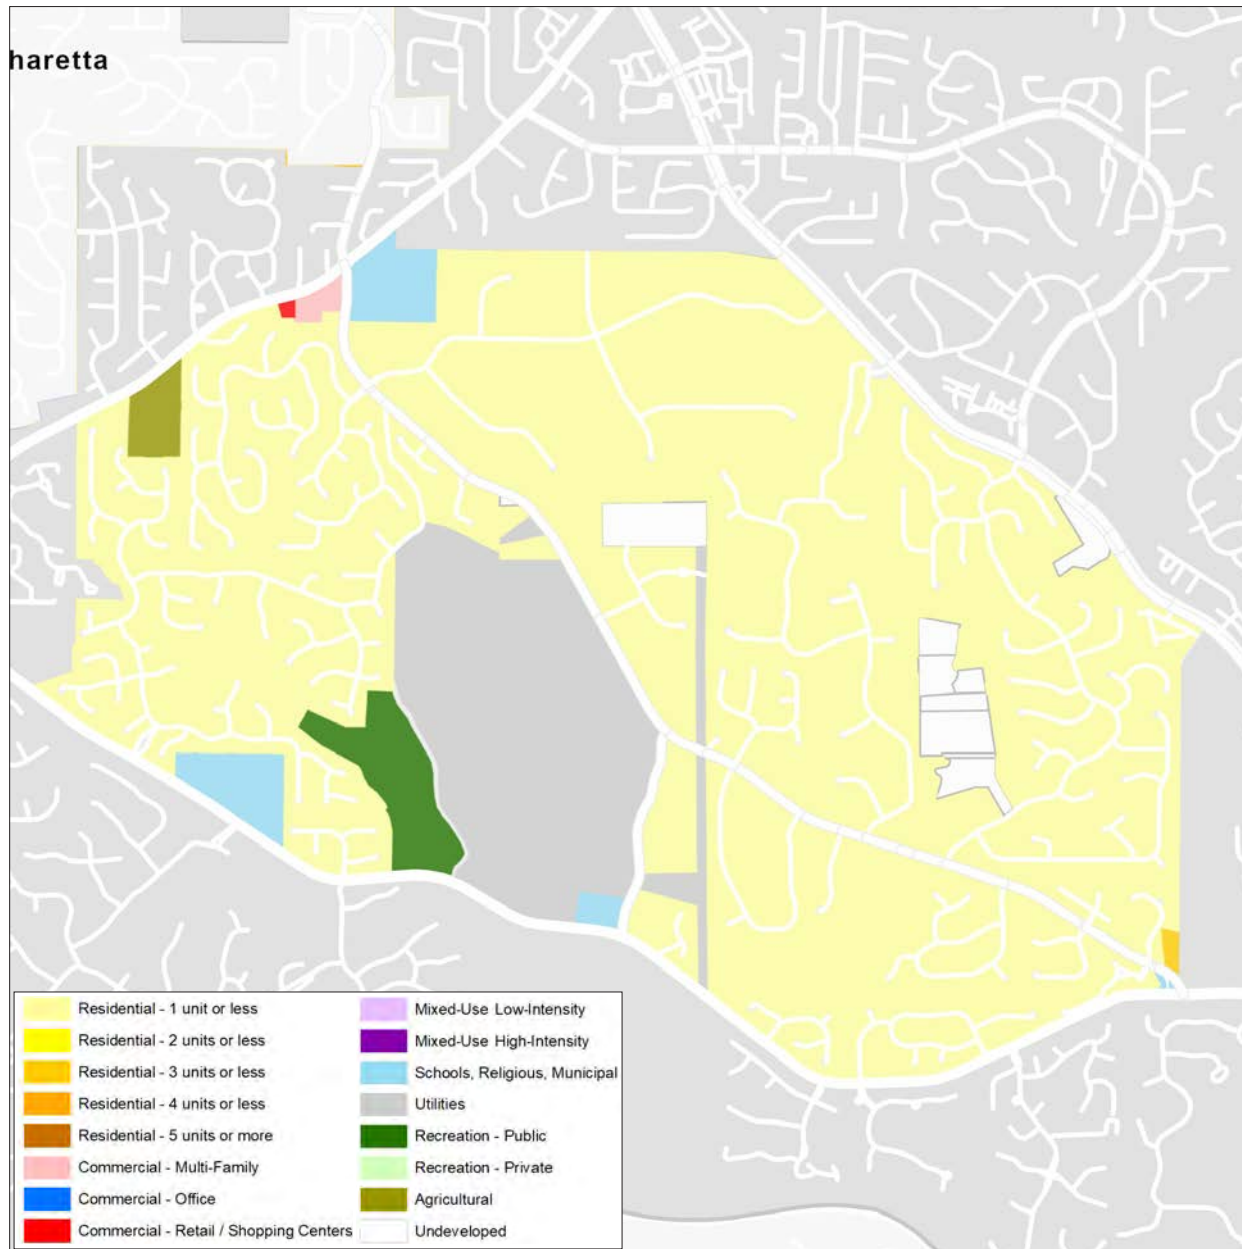 haretta
Residential - 1 unit or less
Residential - 2 units or less
Residential - 3 units or less
Residential - 4 units or less
Residential - 5 units or more
Commercial - Multi-Family
Commercial - Office
Commercial - Retail / Shopping Centers
Mixed-Use Low-Intensity
Mixed-Use High-Intensity
Schools, Religious, Municipal
Utilities
Recreation - Public
Recreation - Private
Agricultural
Undeveloped